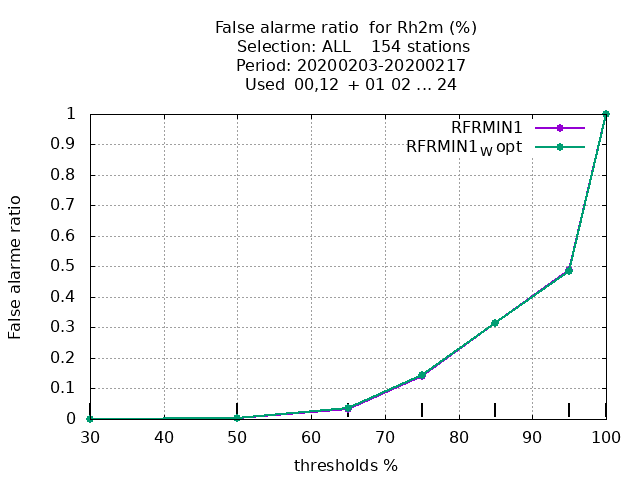 False alarme ratio  for Rh2m (%)
Selection: ALL    154 stations
Period: 20200203-20200217
Used  00,12  + 01 02 ... 24
RFRMIN1
RFRMIN1W opt
1
0.9
0.8
0.7
0.6
0.5
0.4
0.3
0.2
0.1
0
False alarme ratio
30 40 50 60 70 80 90 100
thresholds %